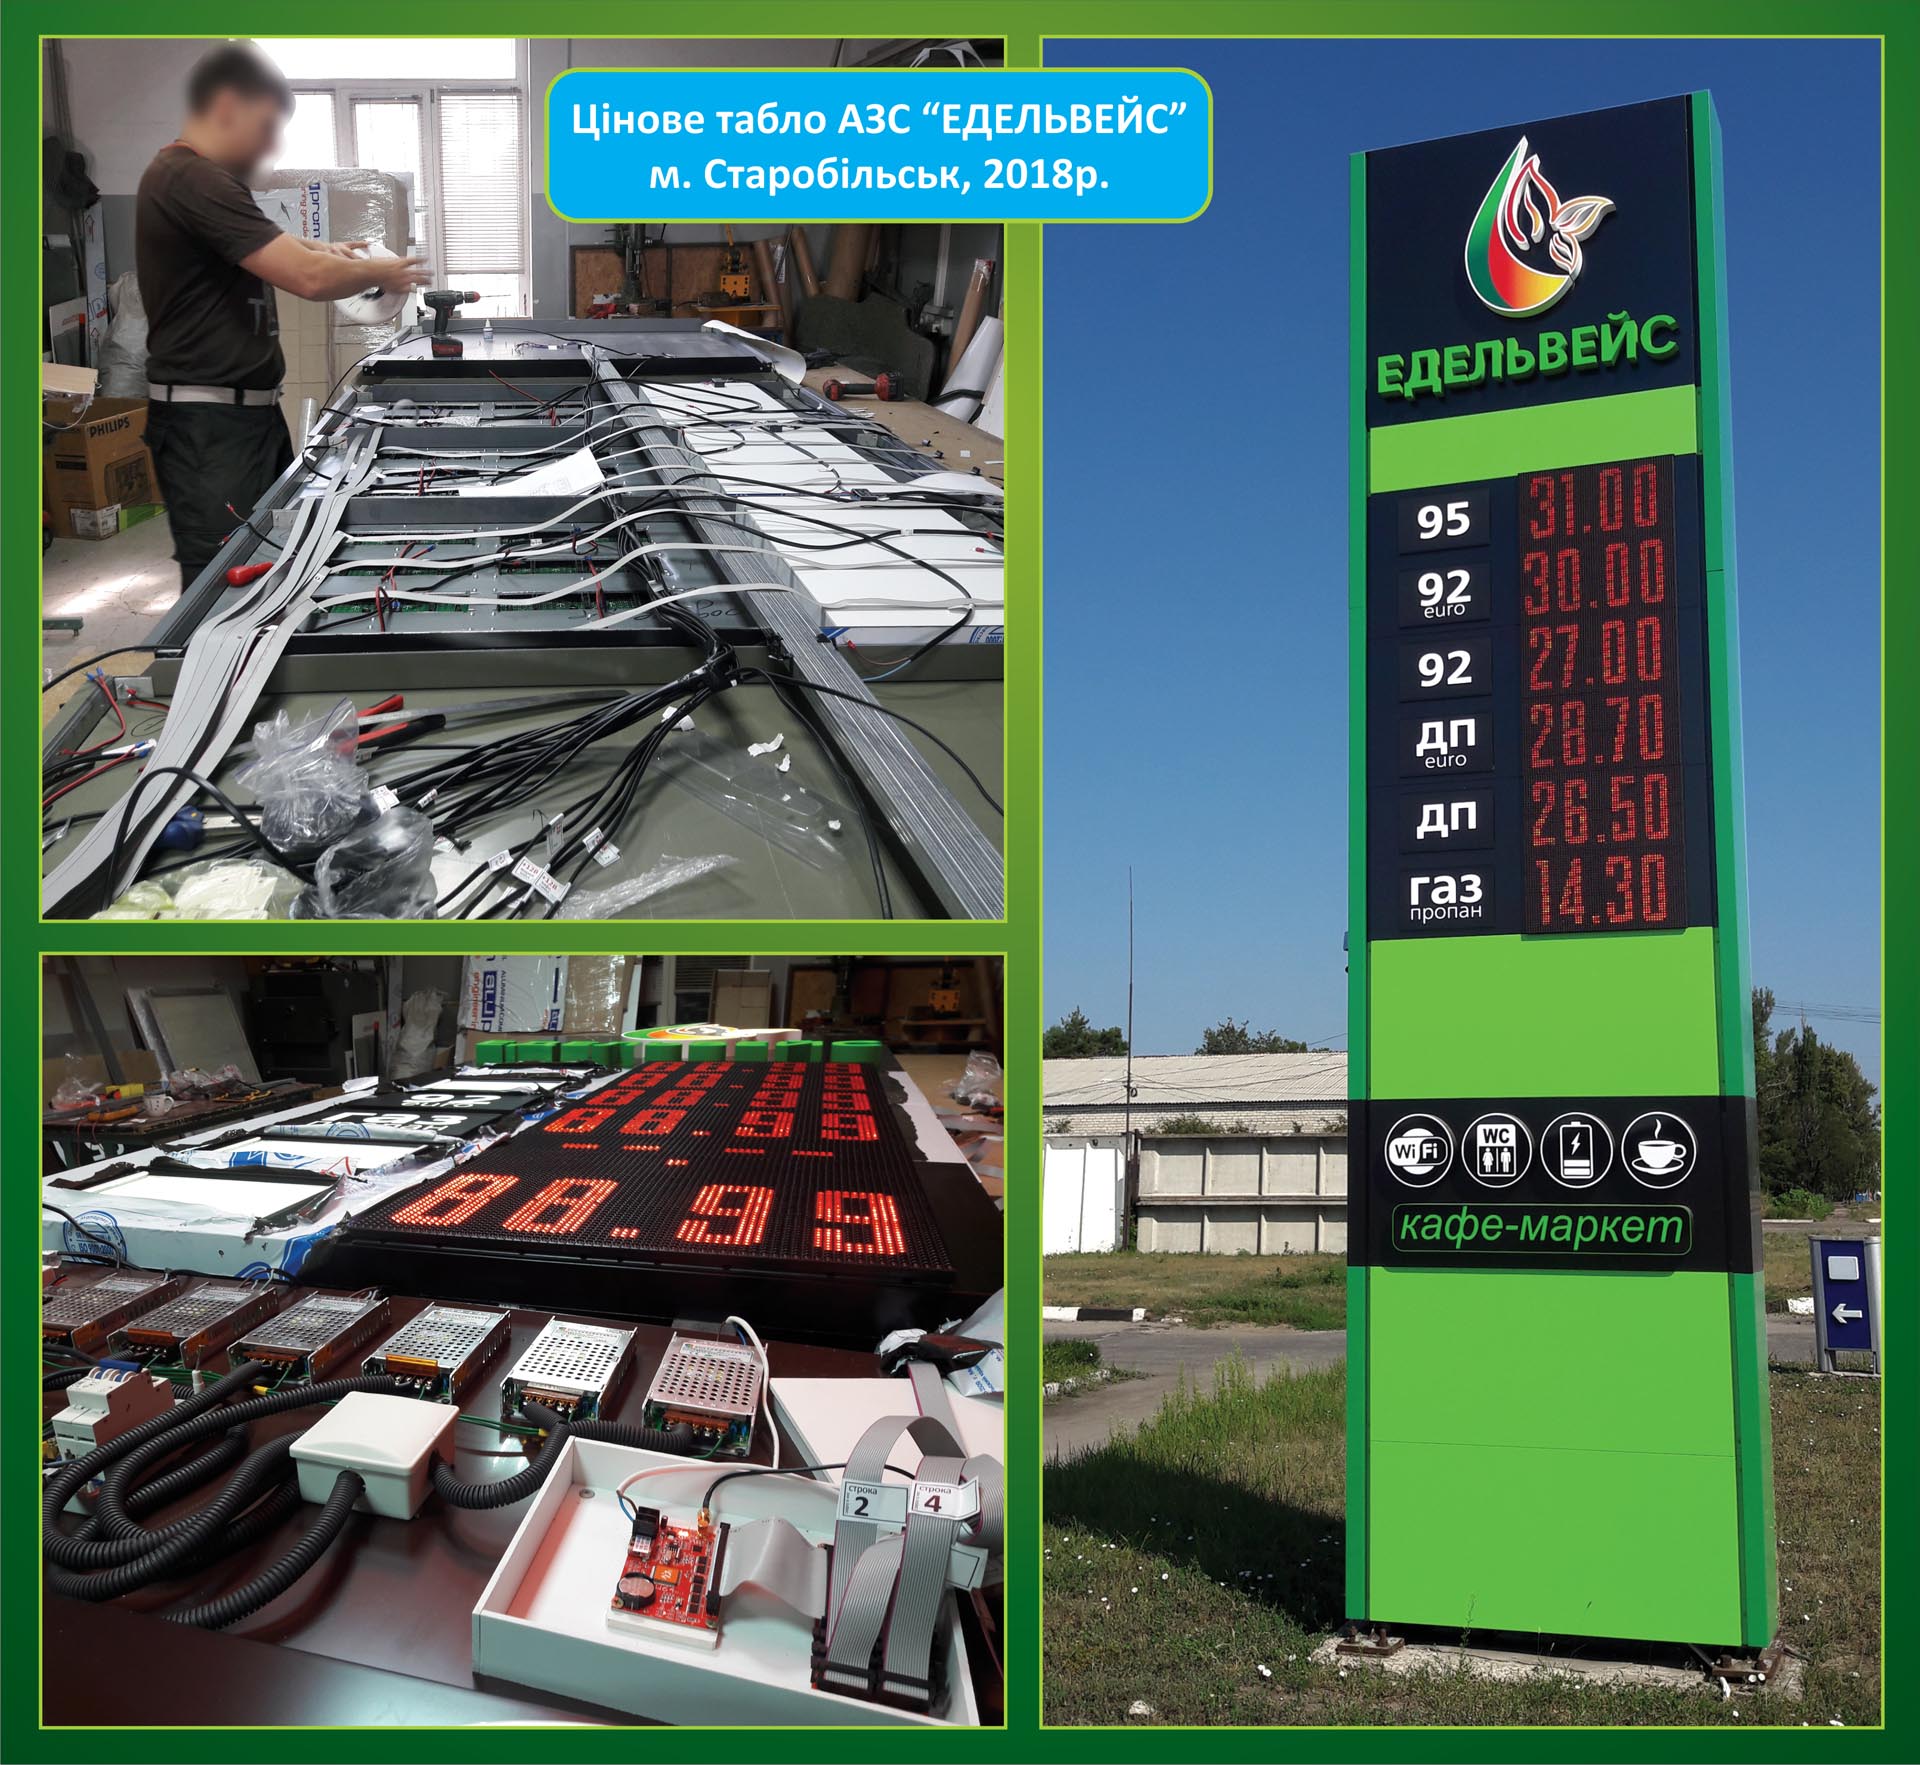 Цінове табло АЗС “ЕДЕЛЬВЕЙС”
м. Старобільськ, 2018р.
PHILIPS
ЕДЕЛЬВЕЙС
95 31.00
92 euro 30.00
92 27.00
ДП euro 28.70
ДП 26.50
газ пропан 14.30
WiFi WC
кафе-маркет
88.99
строка 2
строка 4